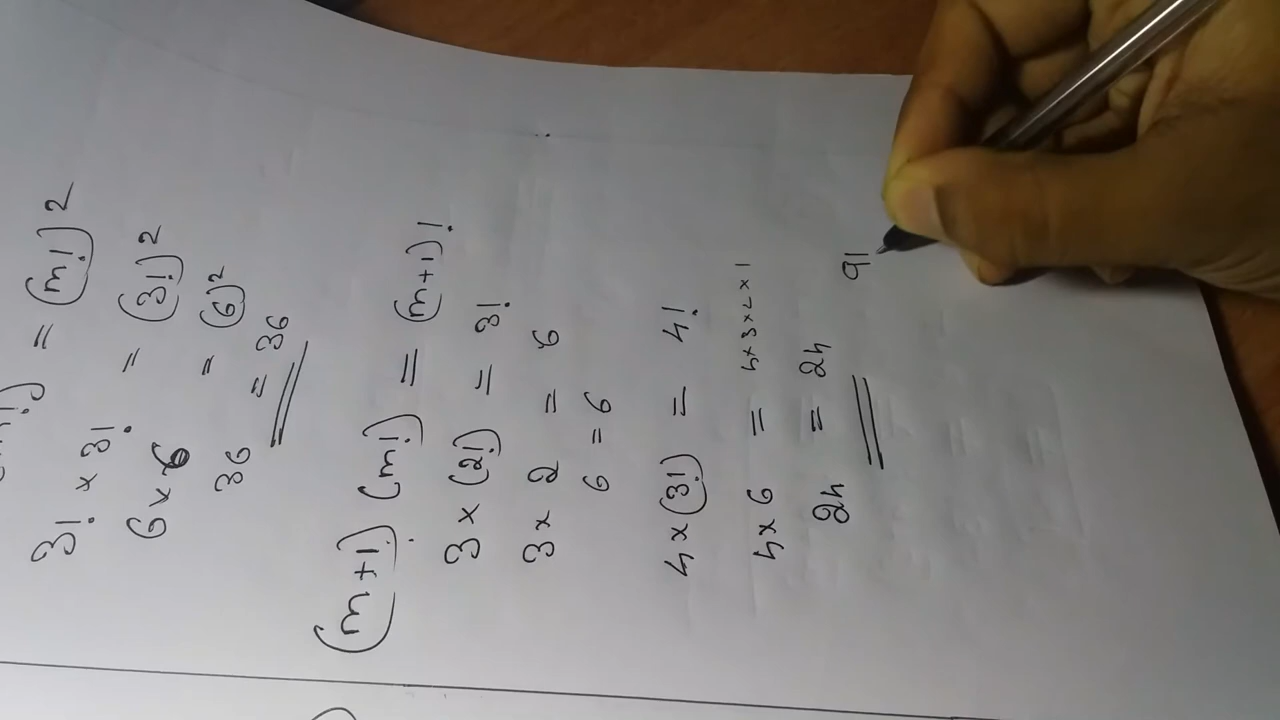 = (m!)²
3! × 3! = (3!)²
6 × 6 = (6)²
36 = 36
(m+1) (m!) = (m+1)!
3 × (2!) = 3!
3 × 2 = 6
6 = 6
4 × (3!) = 4!
4 × 6 = 4×3×2×1
24 = 24